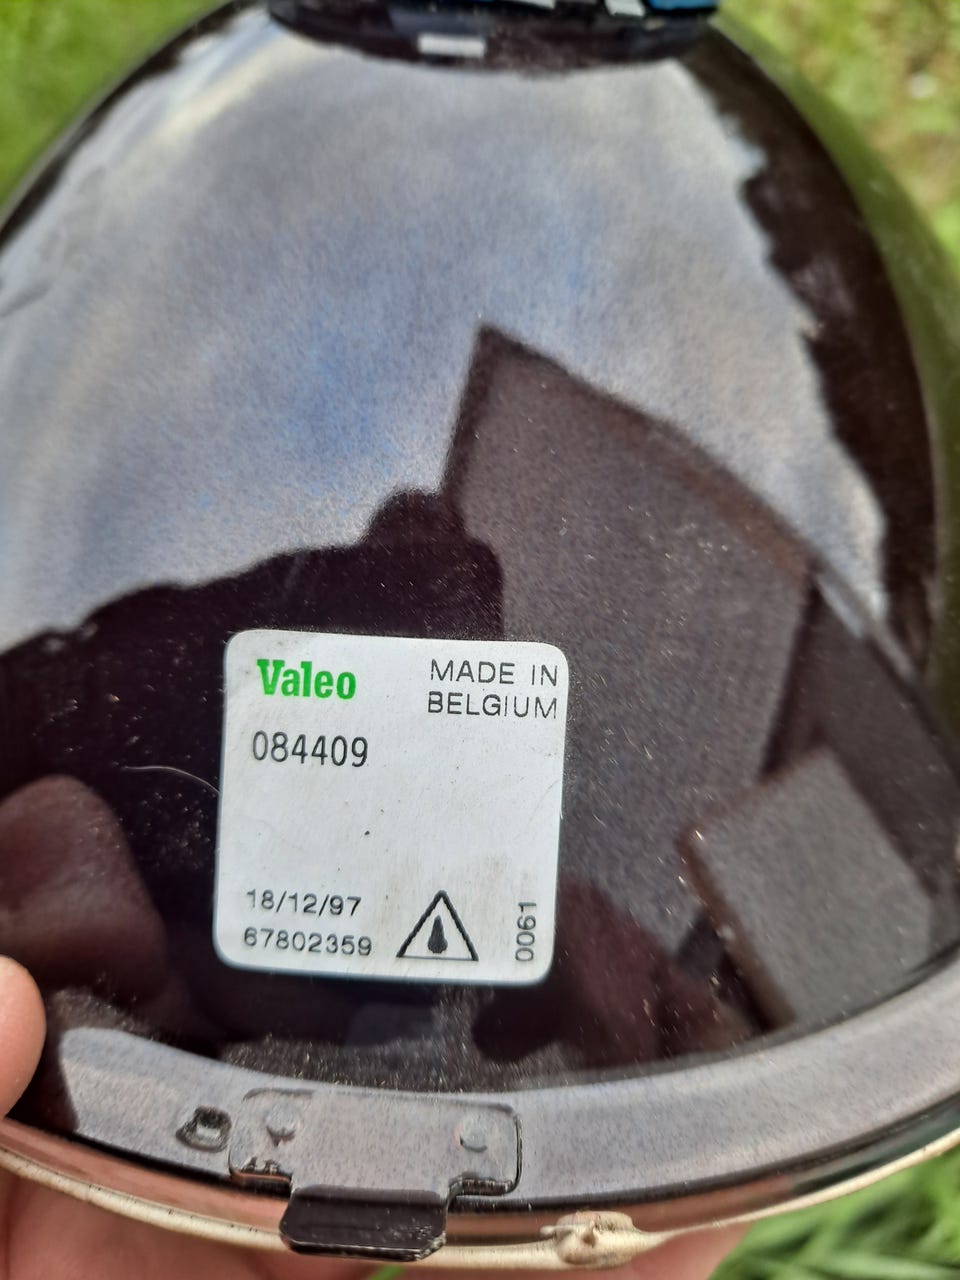 Valeo
MADE IN
BELGIUM
084409
18/12/97
67802359
0061